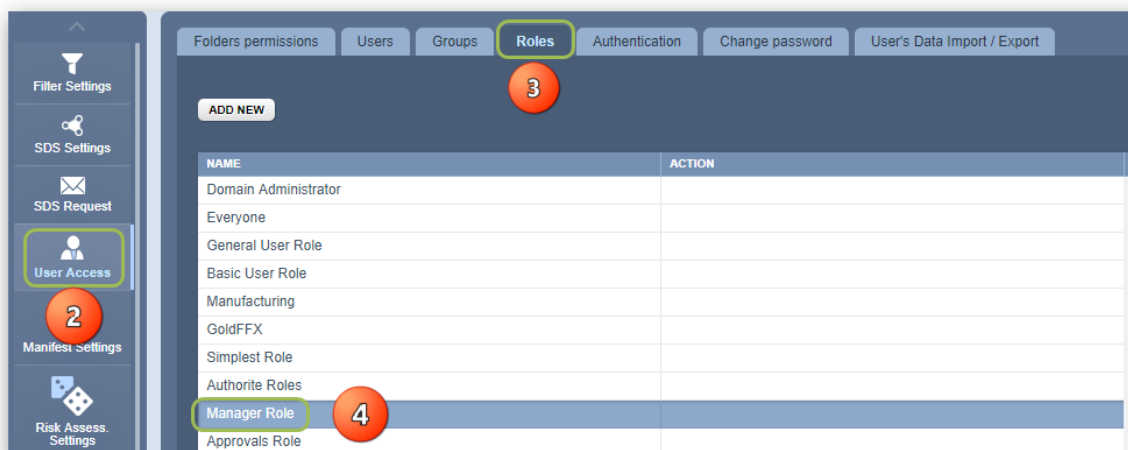 Filter Settings
SDS Settings
SDS Request
User Access
2
Manifest Settings
Risk Assess.
Settings
Folders permissions
Users
Groups
Roles
Authentication
Change password
User's Data Import / Export
3
ADD NEW
NAME
ACTION
Domain Administrator
Everyone
General User Role
Basic User Role
Manufacturing
GoldFFX
Simplest Role
Authorite Roles
Manager Role
4
Approvals Role